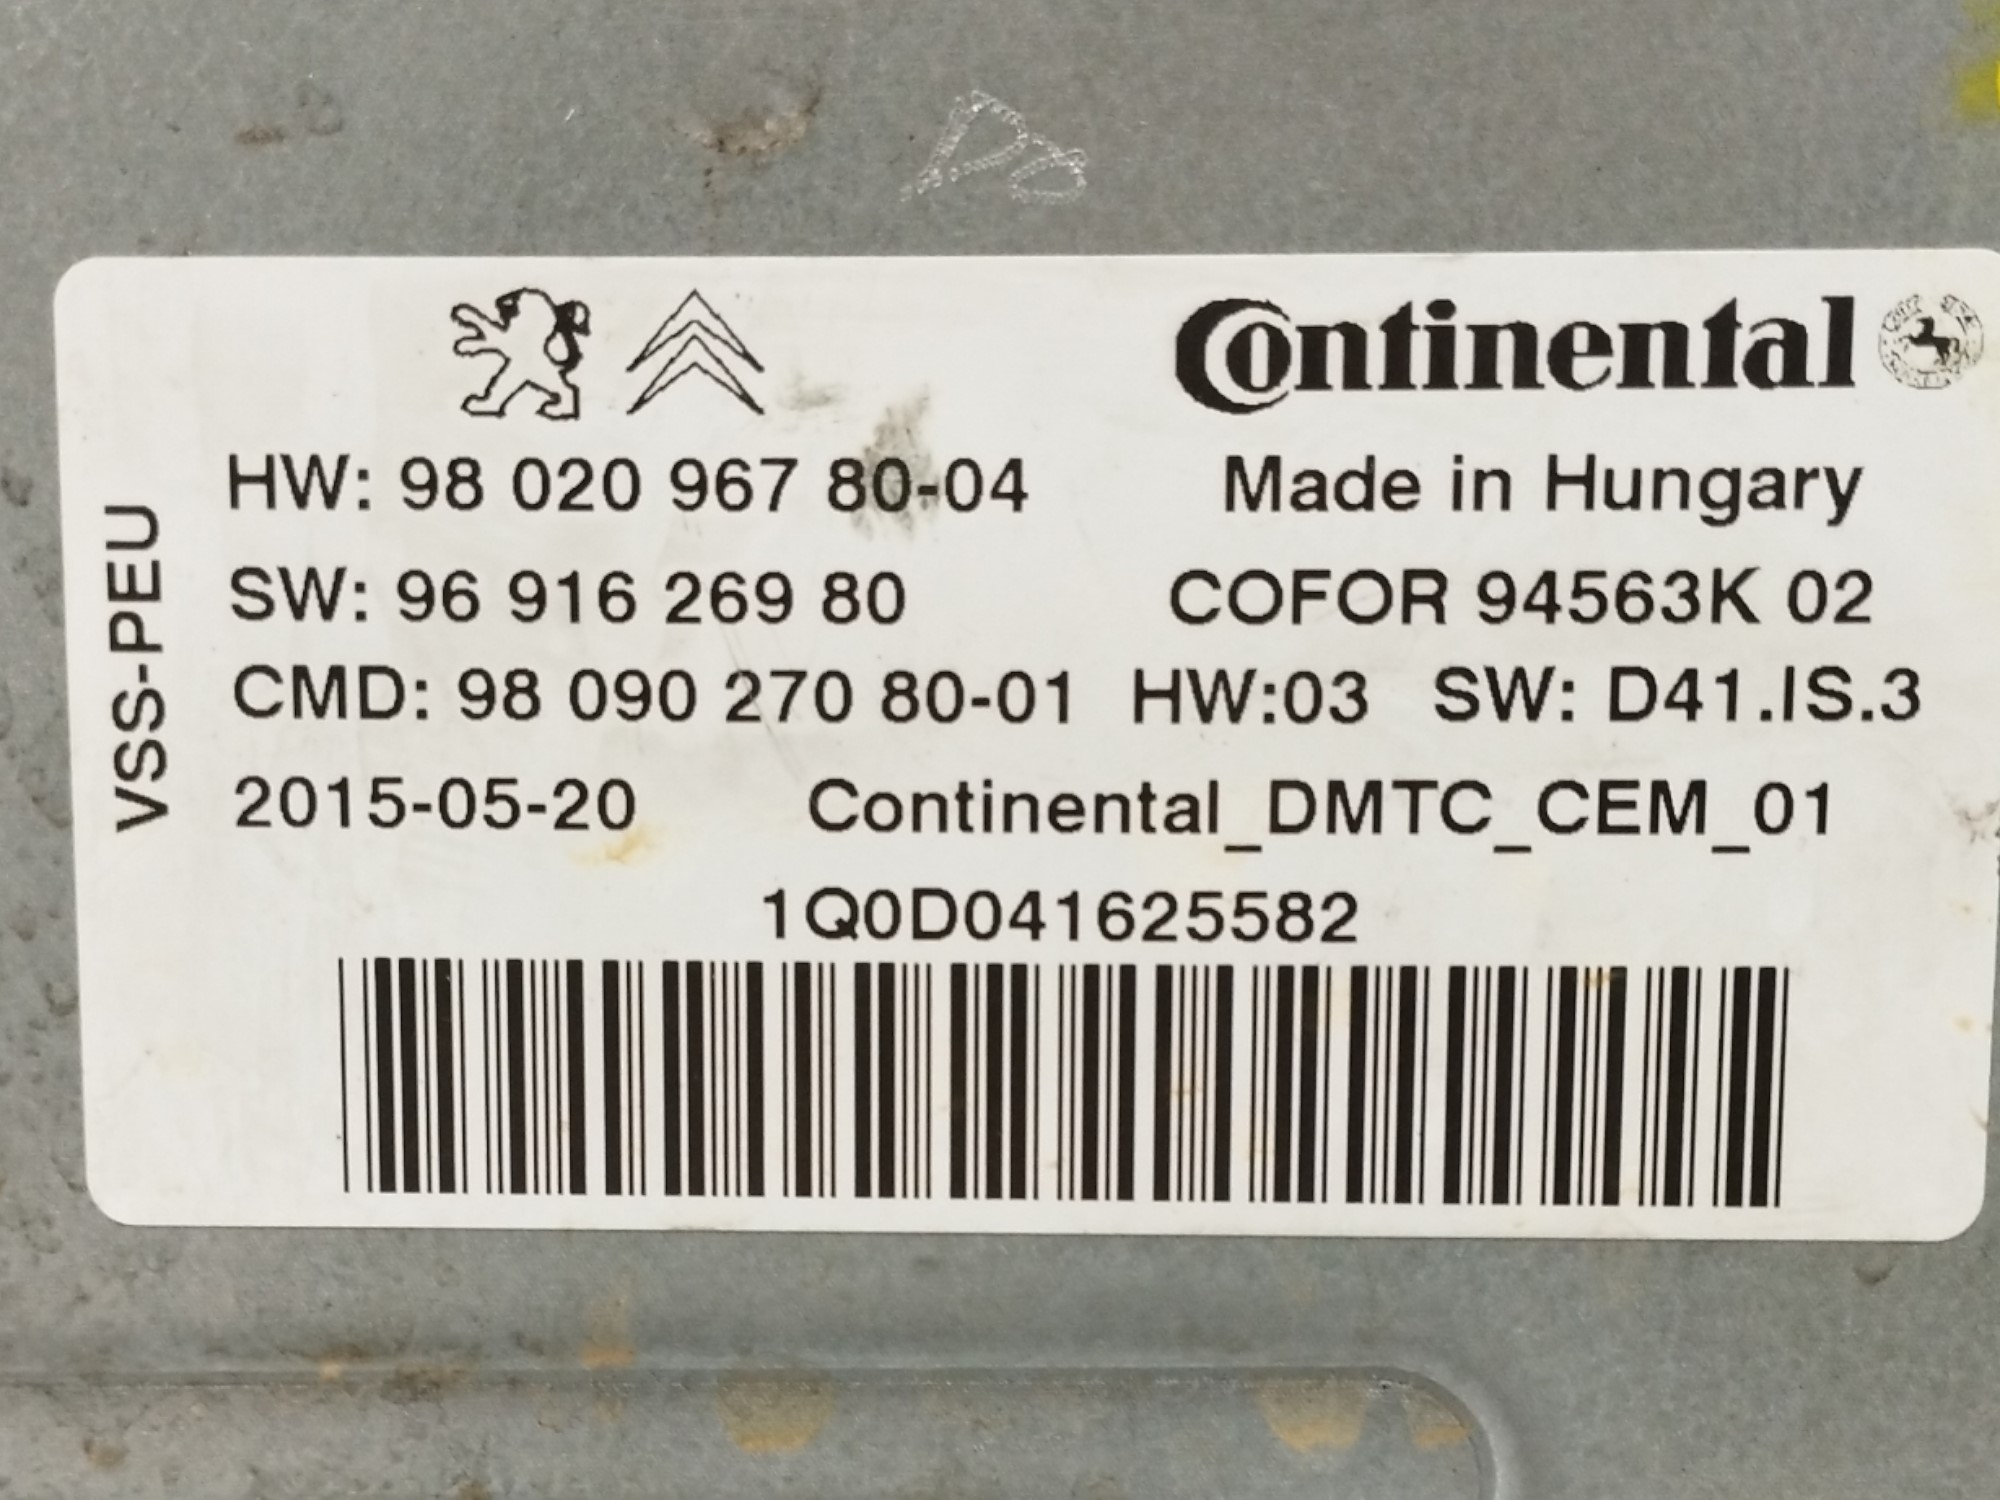 Continental
HW: 98 020 967 80-04
Made in Hungary
SW: 96 916 269 80
COFOR 94563K 02
CMD: 98 090 270 80-01 HW:03 SW: D41.IS.3
2015-05-20 Continental_DMTC_CEM_01
1Q0D041625582
VSS-PEU